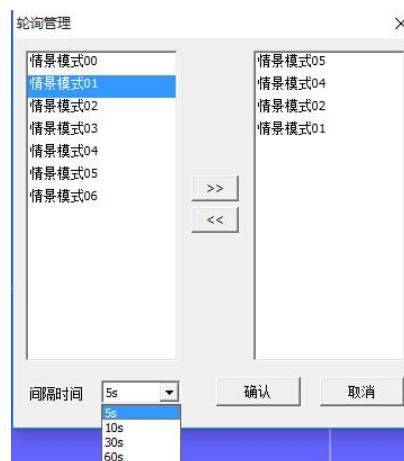 轮询管理
情景模式00
情景模式01
情景模式02
情景模式03
情景模式04
情景模式05
情景模式06
>>
<<
情景模式05
情景模式04
情景模式02
情景模式01
间隔时间 5s 确认 取消
5s
10s
30s
60s